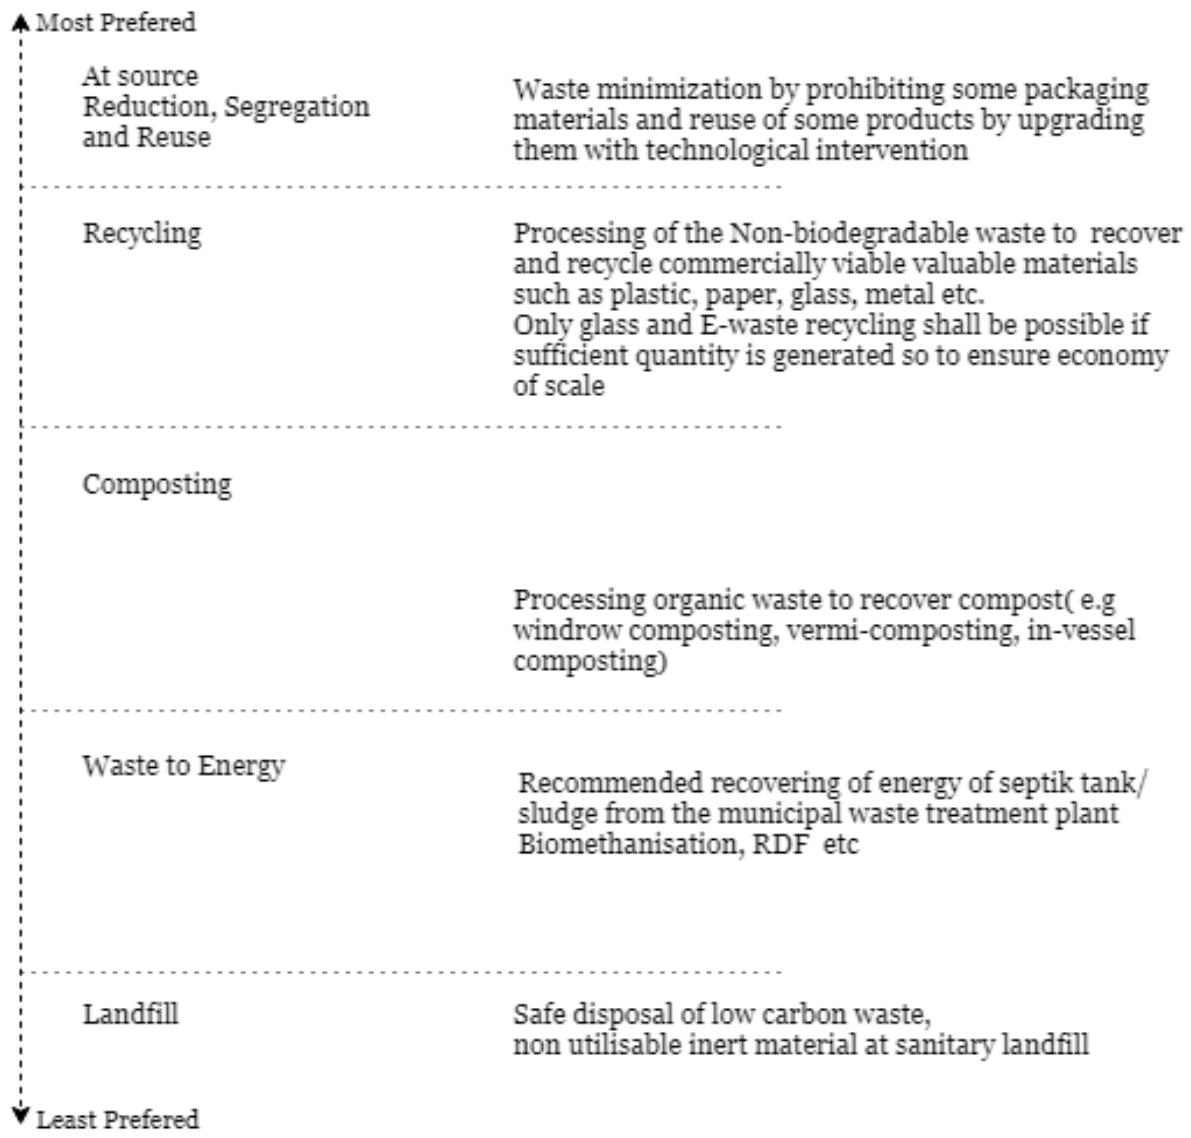 Most Prefered
At source
Reduction, Segregation
and Reuse
Waste minimization by prohibiting some packaging
materials and reuse of some products by upgrading
them with technological intervention
Recycling
Processing of the Non-biodegradable waste to recover
and recycle commercially viable valuable materials
such as plastic, paper, glass, metal etc.
Only glass and E-waste recycling shall be possible if
sufficient quantity is generated so to ensure economy
of scale
Composting
Processing organic waste to recover compost( e.g
windrow composting, vermi-composting, in-vessel
composting)
Waste to Energy
Recommended recovering of energy of septik tank/
sludge from the municipal waste treatment plant
Biomethanisation, RDF etc
Landfill
Safe disposal of low carbon waste,
non utilisable inert material at sanitary landfill
Least Prefered